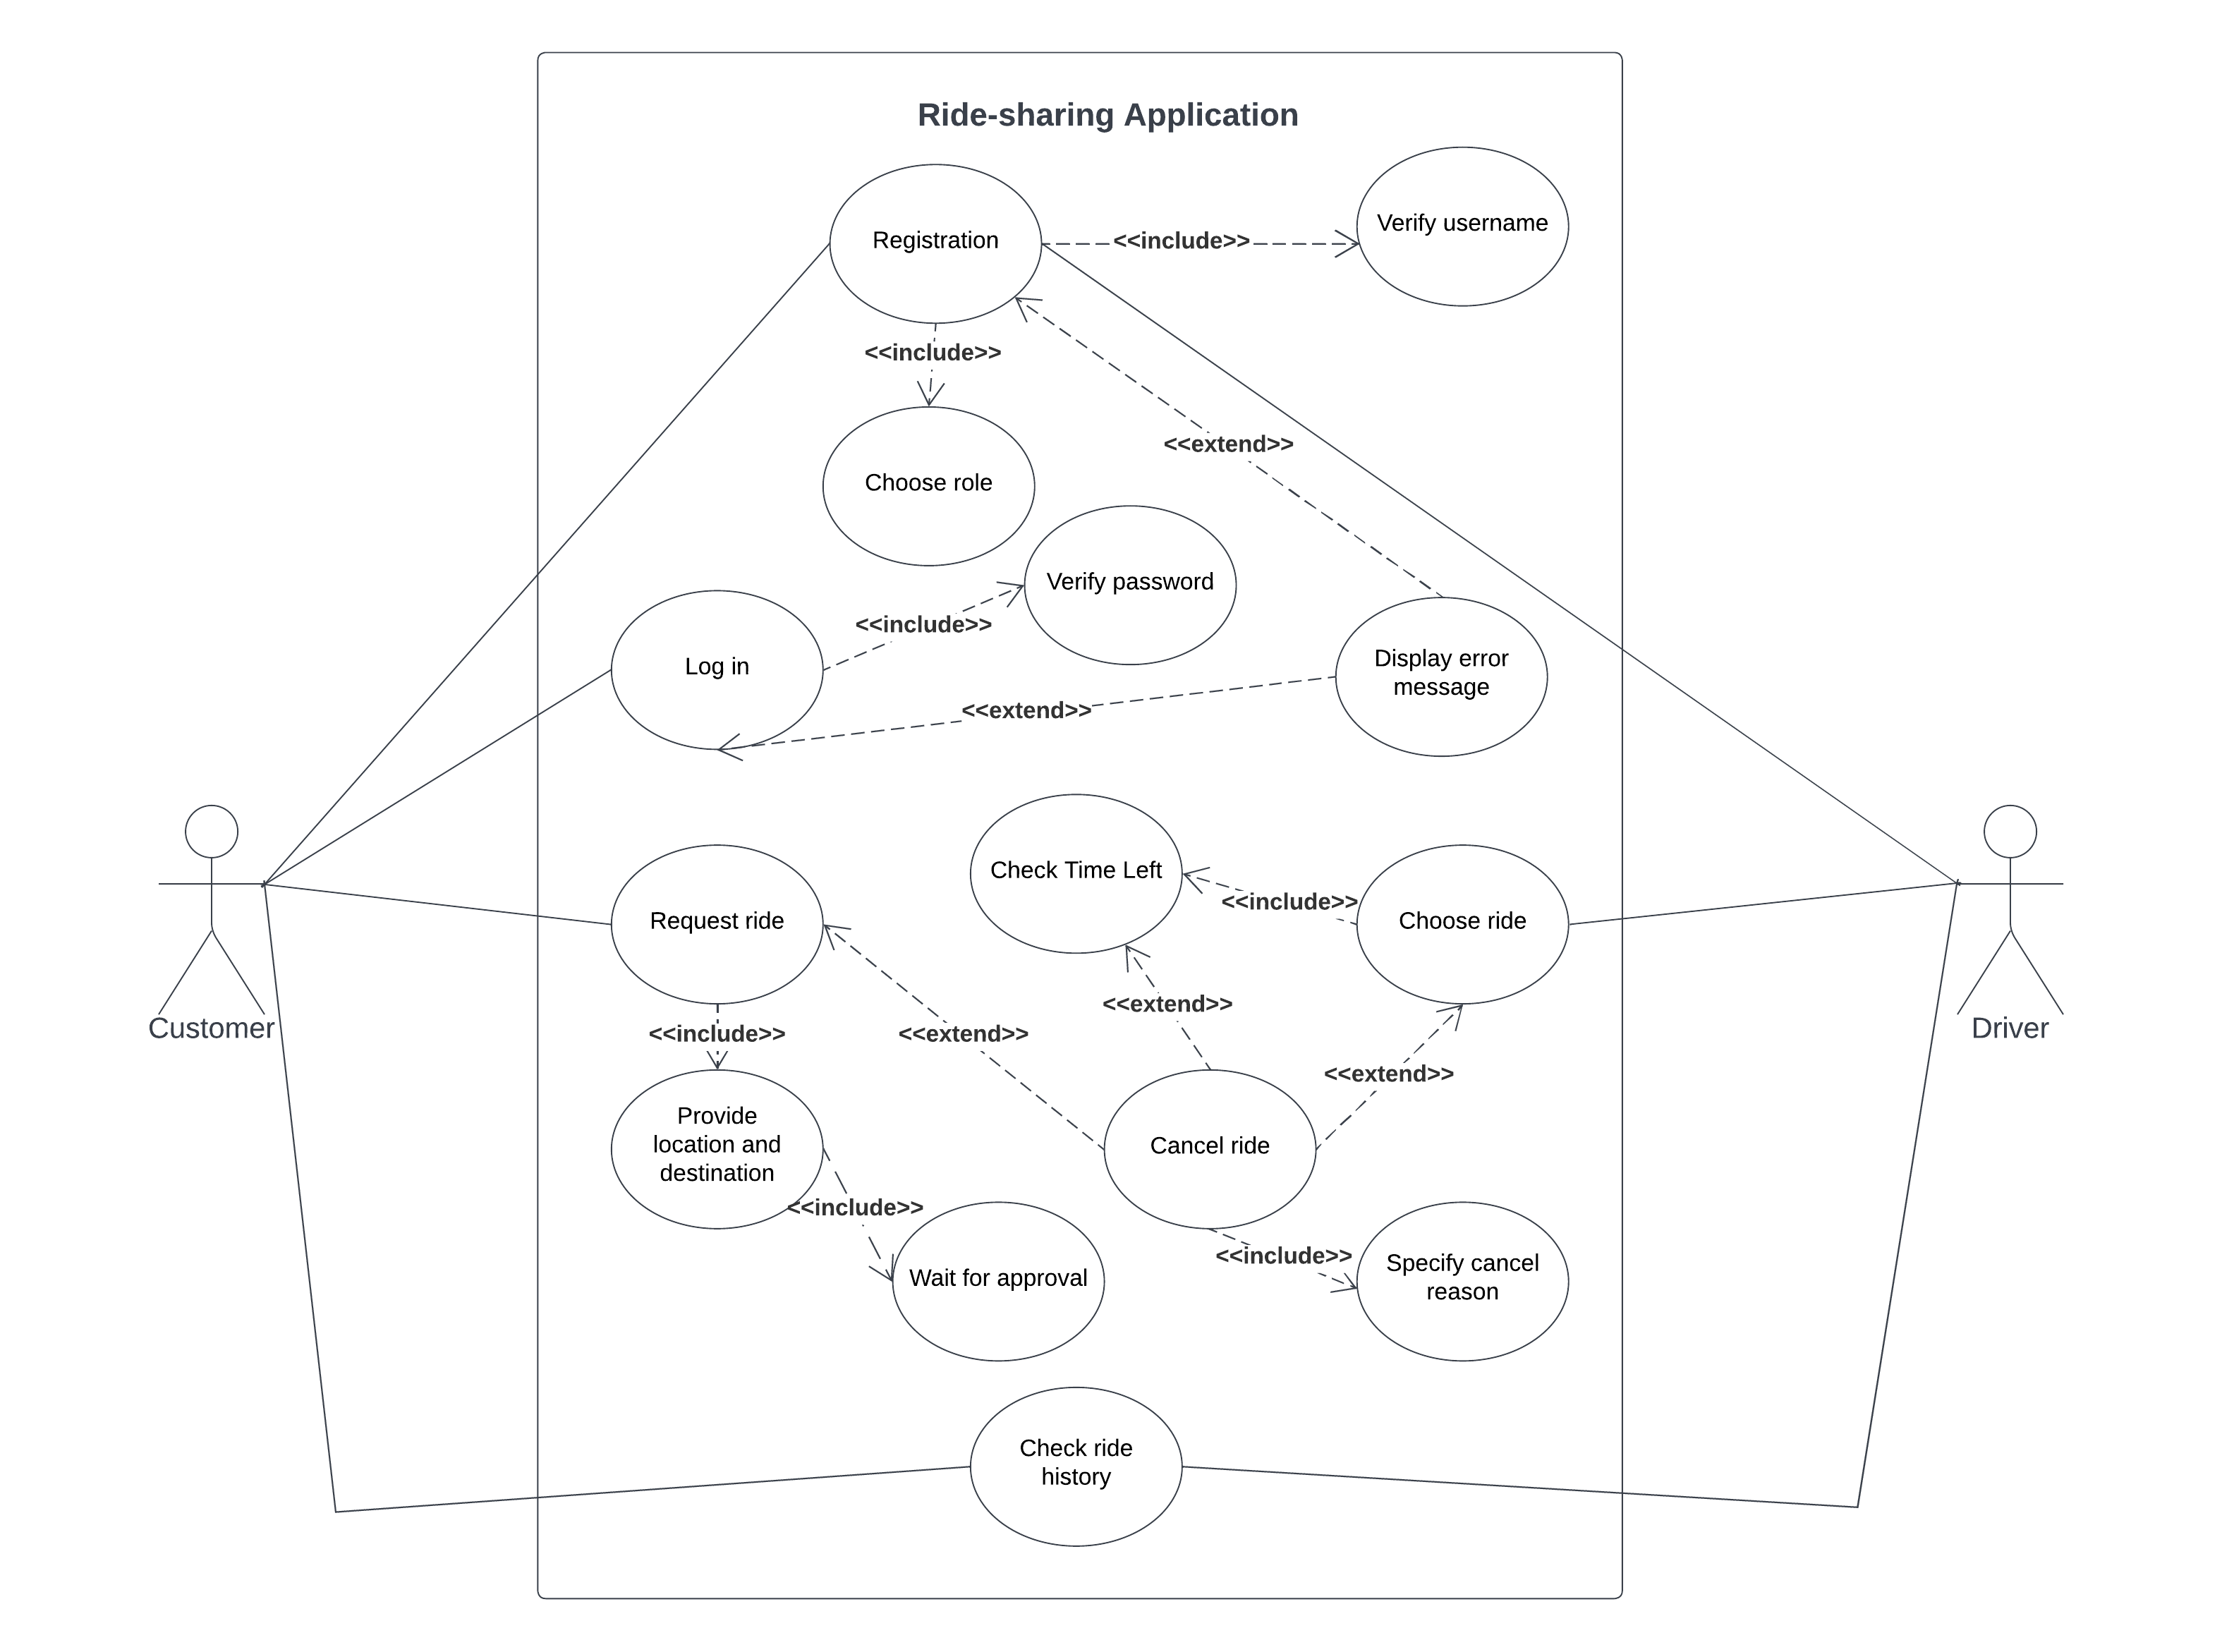 Ride-sharing Application
Registration
<<include>>
Verify username
<<include>>
<<extend>>
Choose role
Verify password
<<include>>
Log in
Display error
message
<<extend>>
Check Time Left
Request ride
<<include>>
Choose ride
Customer
Driver
<<include>>
<<extend>>
<<extend>>
<<extend>>
Provide
location and
destination
Cancel ride
<<include>>
Wait for approval
<<include>>
Specify cancel
reason
Check ride
history